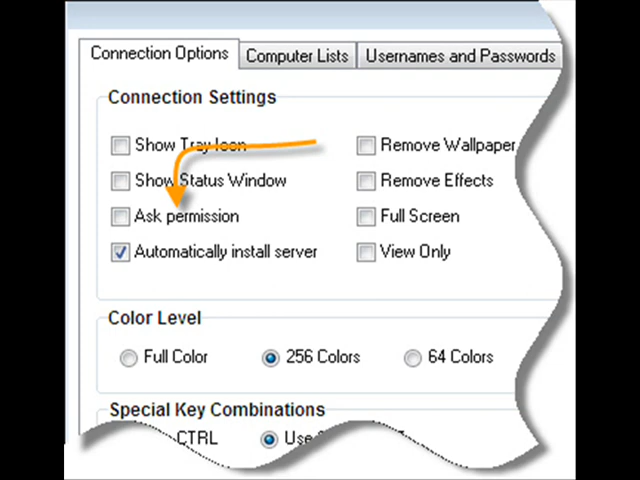 Connection Options Computer Lists Usernames and Passwords
Connection Settings
Show Tray Icon Remove Wallpaper
Show Status Window Remove Effects
Ask permission Full Screen
Automatically install server View Only
Color Level
Full Color 256 Colors 64 Colors
Special Key Combinations
CTRL Use